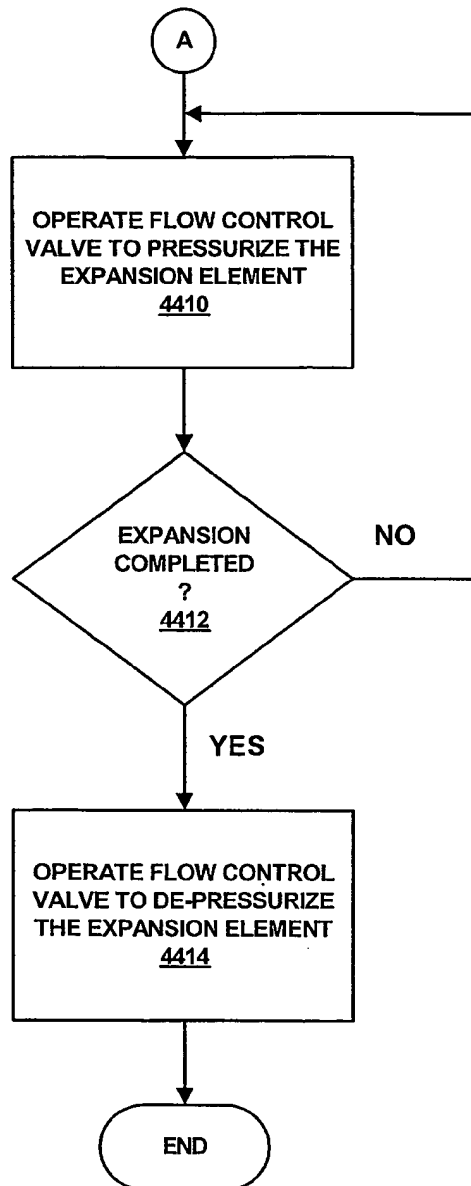 A
OPERATE FLOW CONTROL
VALVE TO PRESSURIZE THE
EXPANSION ELEMENT
4410
EXPANSION
COMPLETED
?
4412
NO
YES
OPERATE FLOW CONTROL
VALVE TO DE-PRESSURIZE
THE EXPANSION ELEMENT
4414
END